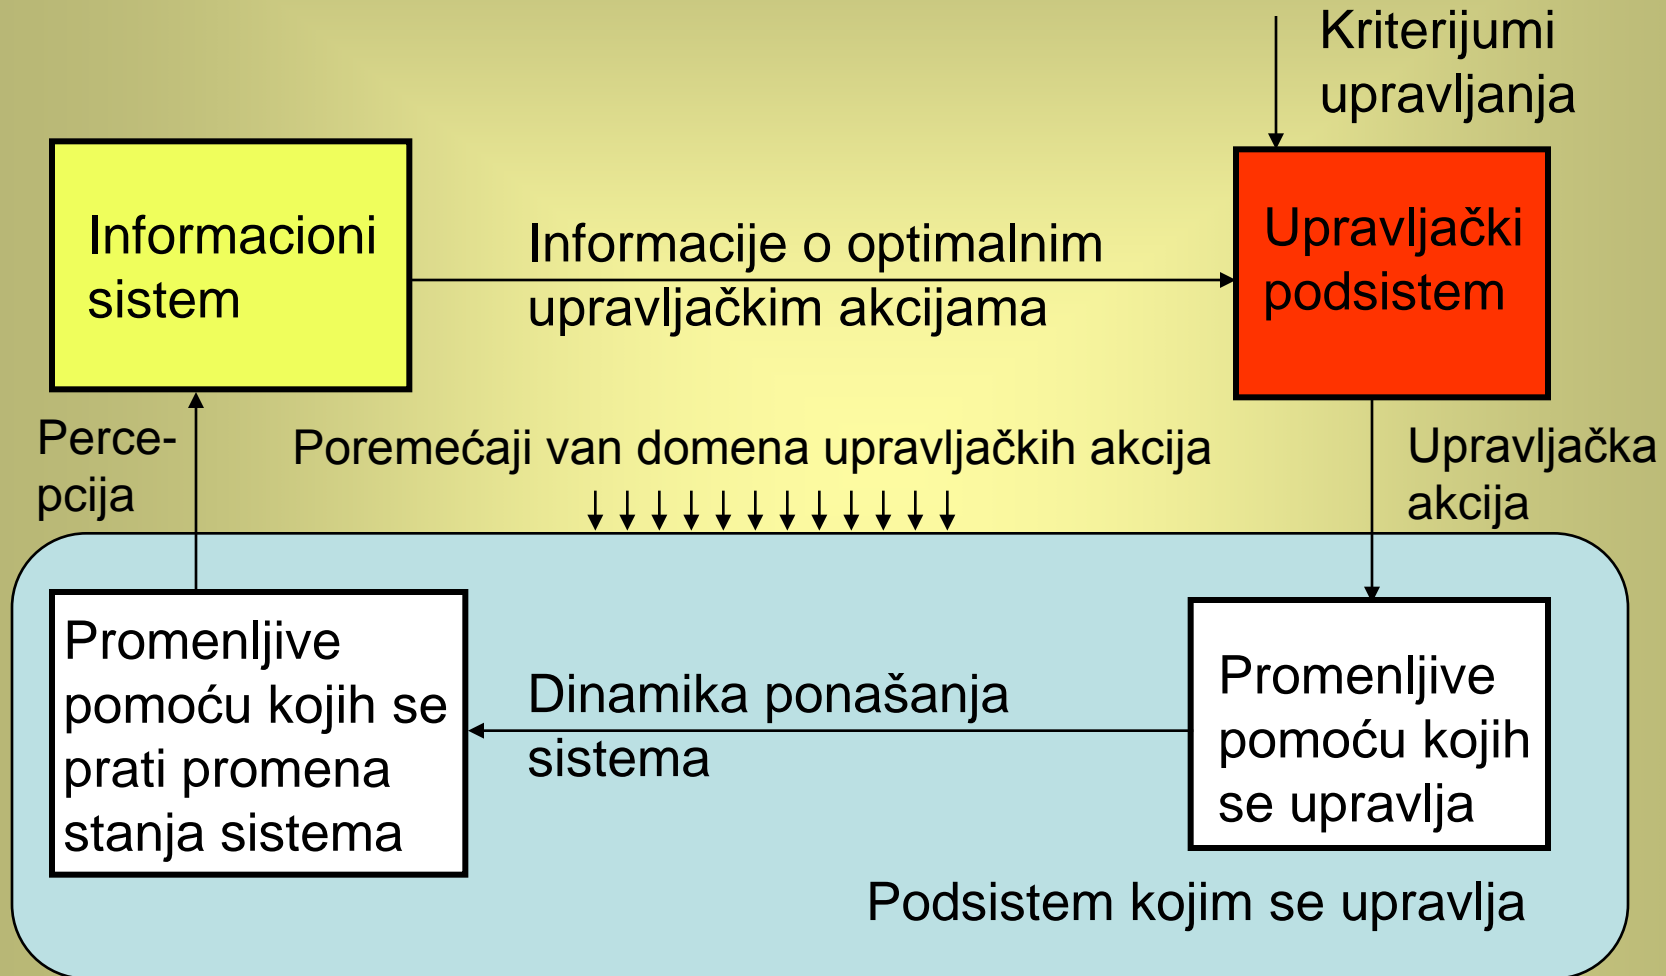 Kriterijumi
upravljanja
Informacioni
sistem
Informacije o optimalnim
upravljačkim akcijama
Upravljački
podsistem
Perce-
pcija
Poremećaji van domena upravljačkih akcija
Upravljačka
akcija
Promenljive
pomoću kojih se
prati promena
stanja sistema
Dinamika ponašanja
sistema
Promenljive
pomoću kojih
se upravlja
Podsistem kojim se upravlja